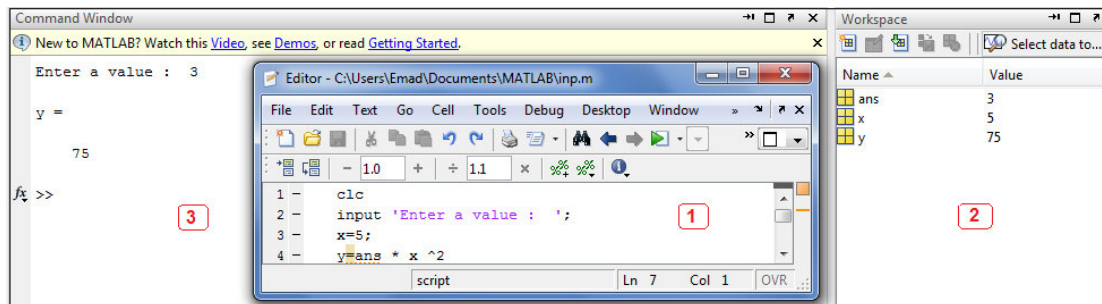 Command Window
New to MATLAB? Watch this Video, see Demos, or read Getting Started.
Enter a value :  3
y =
75
fx >>
3
Editor - C:\Users\Emad\Documents\MATLAB\inp.m
File Edit Text Go Cell Tools Debug Desktop Window »
»
- 1.0 + ÷ 1.1 ×
1 - clc
2 - input 'Enter a value :  ';
3 - x=5;
4 - y=ans * x ^2
1
script Ln 7 Col 1 OVR
Workspace
Select data to...
Name Value
ans 3
x 5
y 75
2